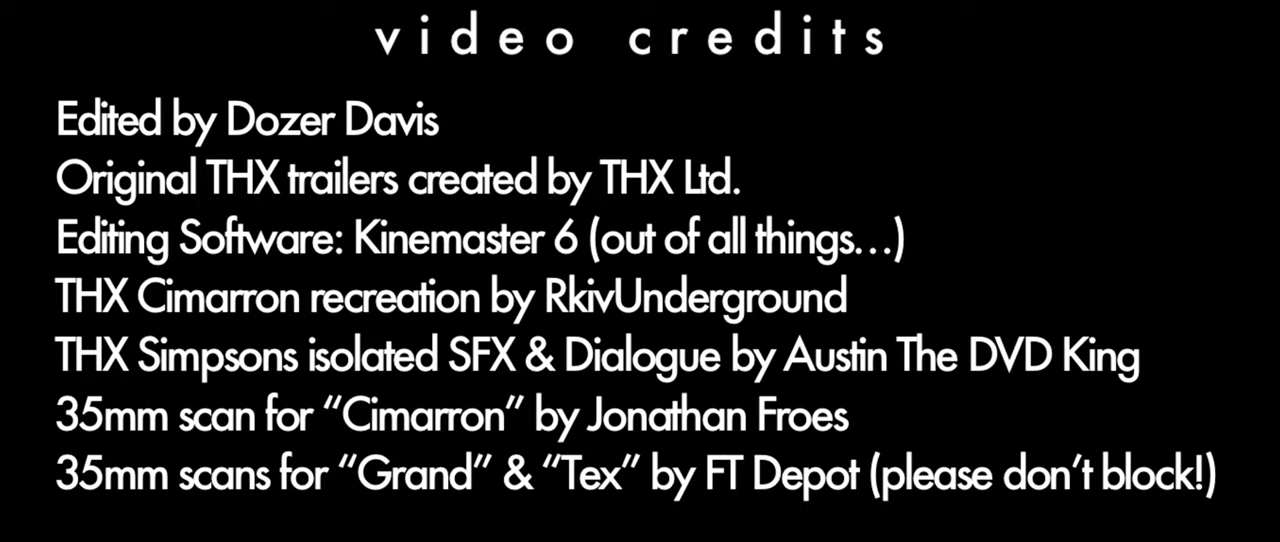 video credits
Edited by Dozer Davis
Original THX trailers created by THX Ltd.
Editing Software: Kinemaster 6 (out of all things...)
THX Cimarron recreation by RkivUnderground
THX Simpsons isolated SFX & Dialogue by Austin The DVD King
35mm scan for “Cimarron” by Jonathan Froes
35mm scans for “Grand” & “Tex” by FT Depot (please don’t block!)